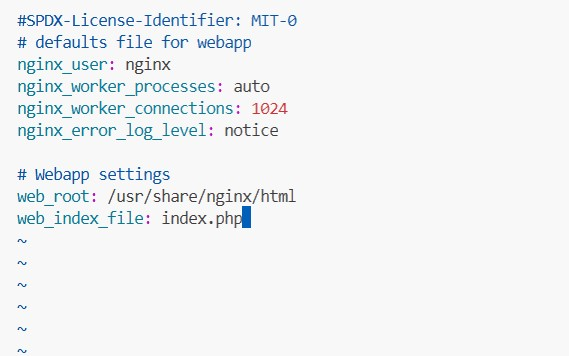 #SPDX-License-Identifier: MIT-0
# defaults file for webapp
nginx_user: nginx
nginx_worker_processes: auto
nginx_worker_connections: 1024
nginx_error_log_level: notice

# Webapp settings
web_root: /usr/share/nginx/html
web_index_file: index.php
~
~
~
~
~
~